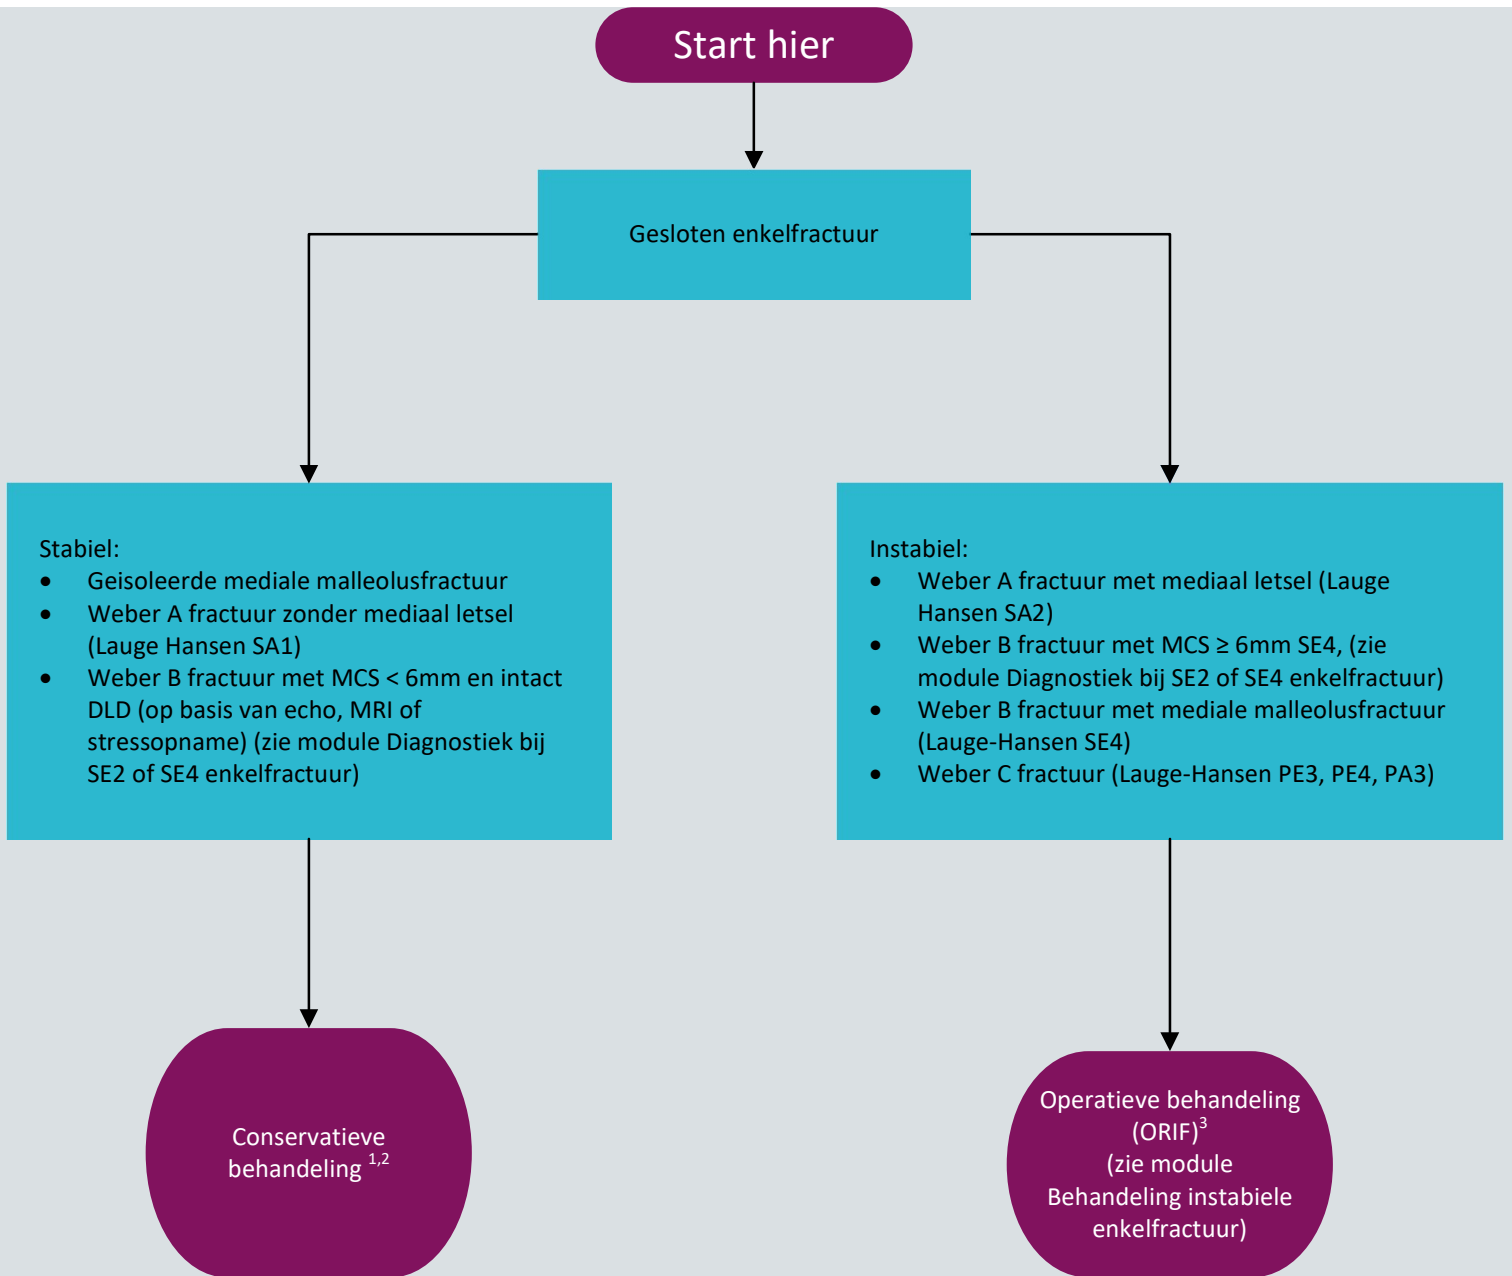 Start hier
Gesloten enkelfractuur
Stabiel:
• Geisoleerde mediale malleolusfractuur
• Weber A fractuur zonder mediaal letsel
(Lauge Hansen SA1)
• Weber B fractuur met MCS < 6mm en intact
DLD (op basis van echo, MRI of
stressopname) (zie module Diagnostiek bij
SE2 of SE4 enkelfractuur)
Instabiel:
• Weber A fractuur met mediaal letsel (Lauge
Hansen SA2)
• Weber B fractuur met MCS ≥ 6mm SE4, (zie
module Diagnostiek bij SE2 of SE4 enkelfractuur)
• Weber B fractuur met mediale malleolusfractuur
(Lauge-Hansen SE4)
• Weber C fractuur (Lauge-Hansen PE3, PE4, PA3)
Conservatieve
behandeling 1,2
Operatieve behandeling
(ORIF)3
(zie module
Behandeling instabiele
enkelfractuur)